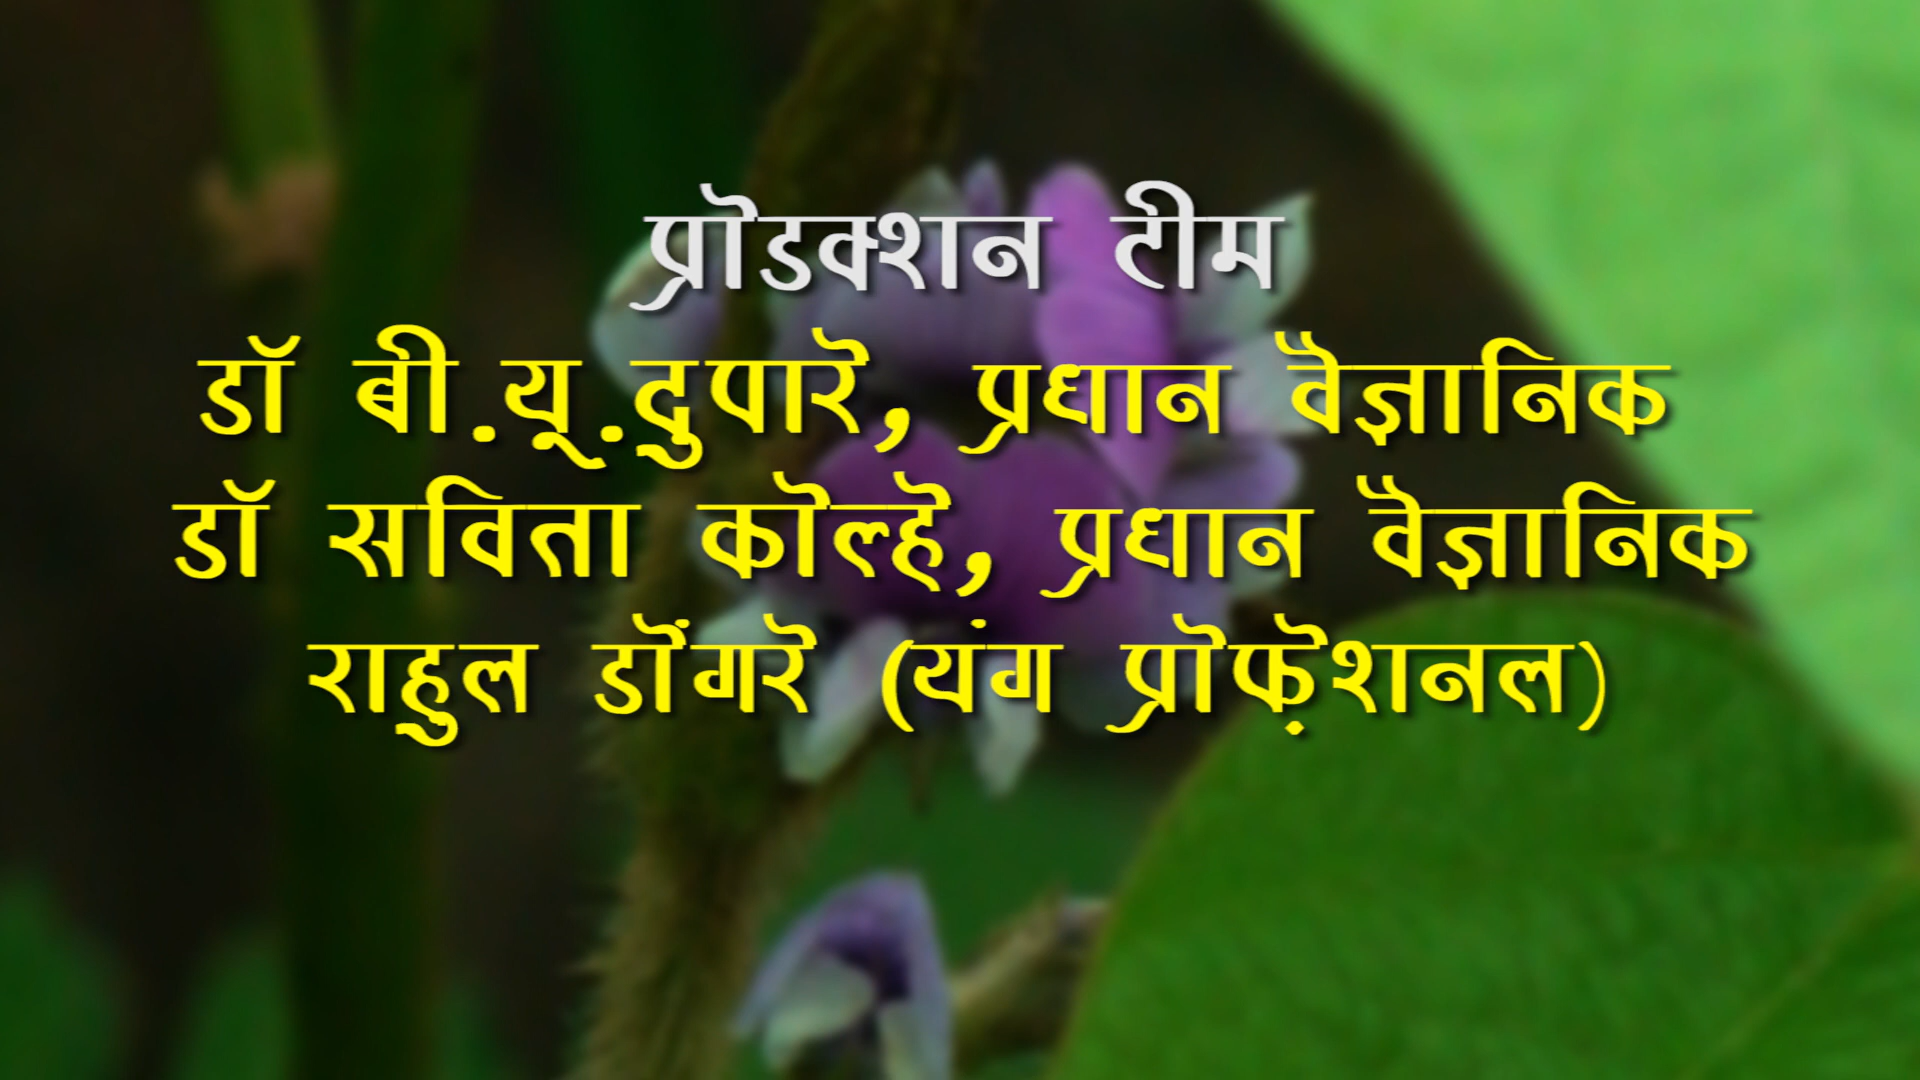 प्रोडक्शन टीम
डॉ बी.यू.दुपारे, प्रधान वैज्ञानिक
डॉ सविता कोल्हे, प्रधान वैज्ञानिक
राहुल डोंगरे (यंग प्रोफ़ेशनल)